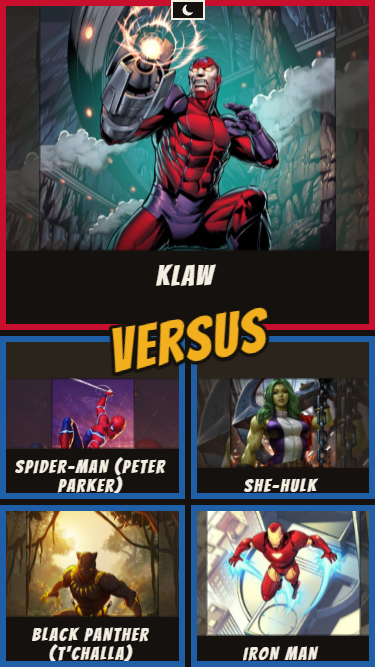 KLAW
VERSUS
SPIDER-MAN (PETER
PARKER)
SHE-HULK
BLACK PANTHER
(T'CHALLA)
IRON MAN